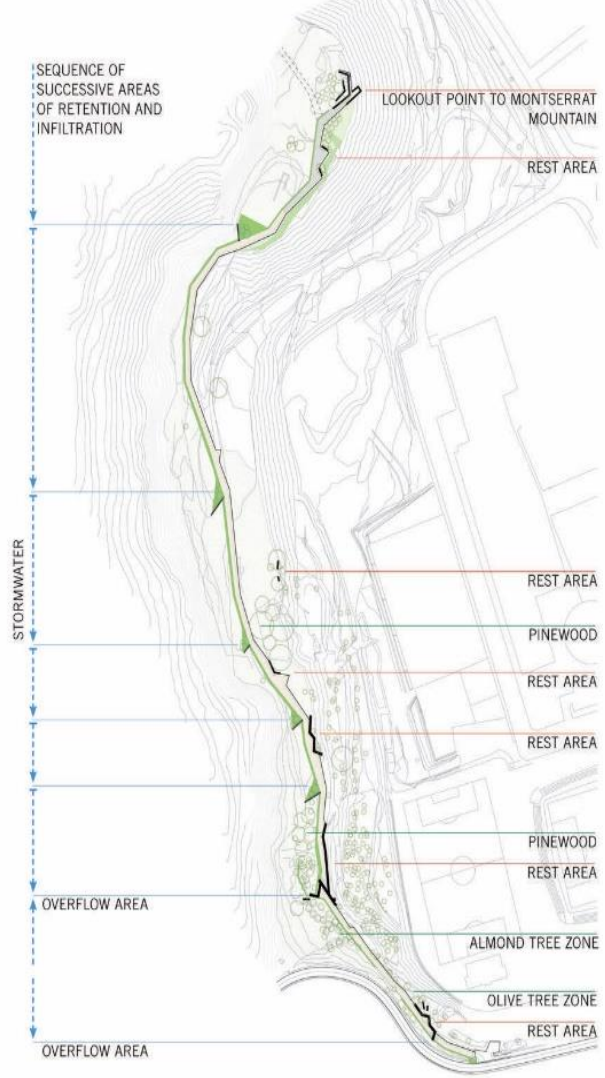 SEQUENCE OF
SUCCESSIVE AREAS
OF RETENTION AND
INFILTRATION
LOOKOUT POINT TO MONTSERRAT
MOUNTAIN
REST AREA
STORMWATER
REST AREA
PINEWOOD
REST AREA
REST AREA
PINEWOOD
REST AREA
OVERFLOW AREA
ALMOND TREE ZONE
OLIVE TREE ZONE
REST AREA
OVERFLOW AREA